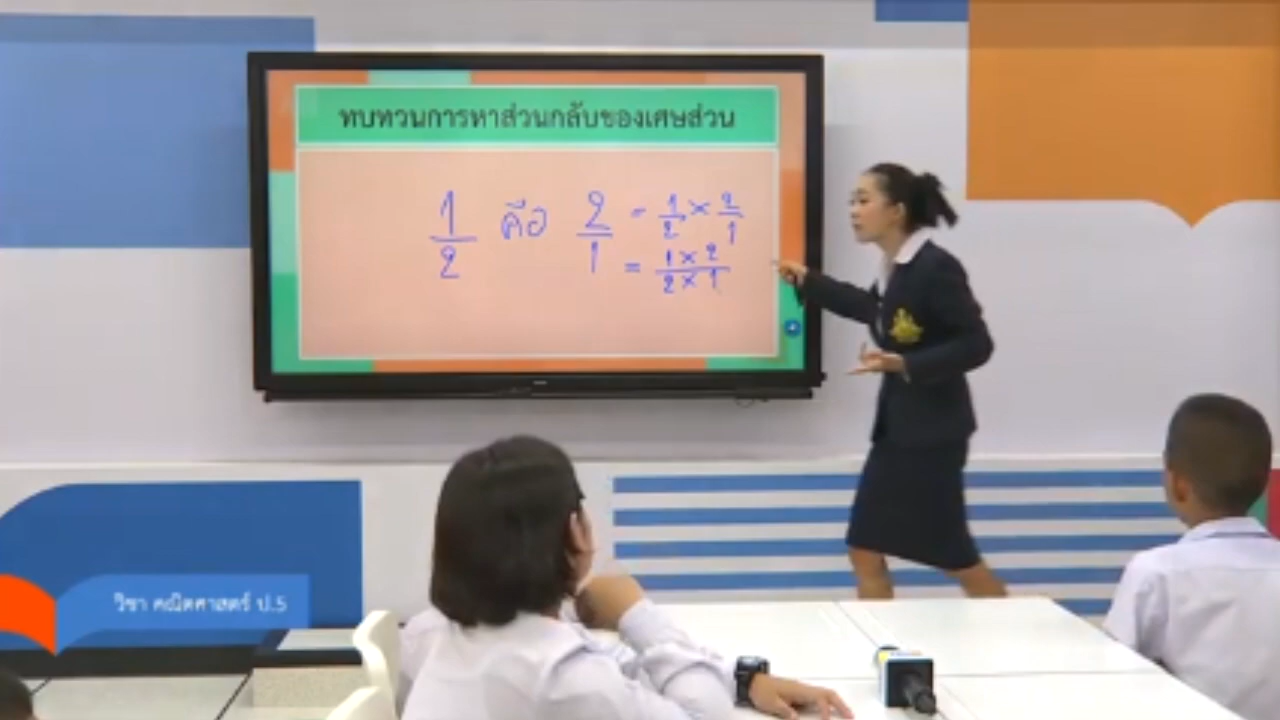 ทบทวนการหาส่วนกลับของเศษส่วน
1/2 คือ 2/1 = 1/2 × 2/1
= 1 × 2 / 2 × 1
วิชา คณิตศาสตร์ ป.5